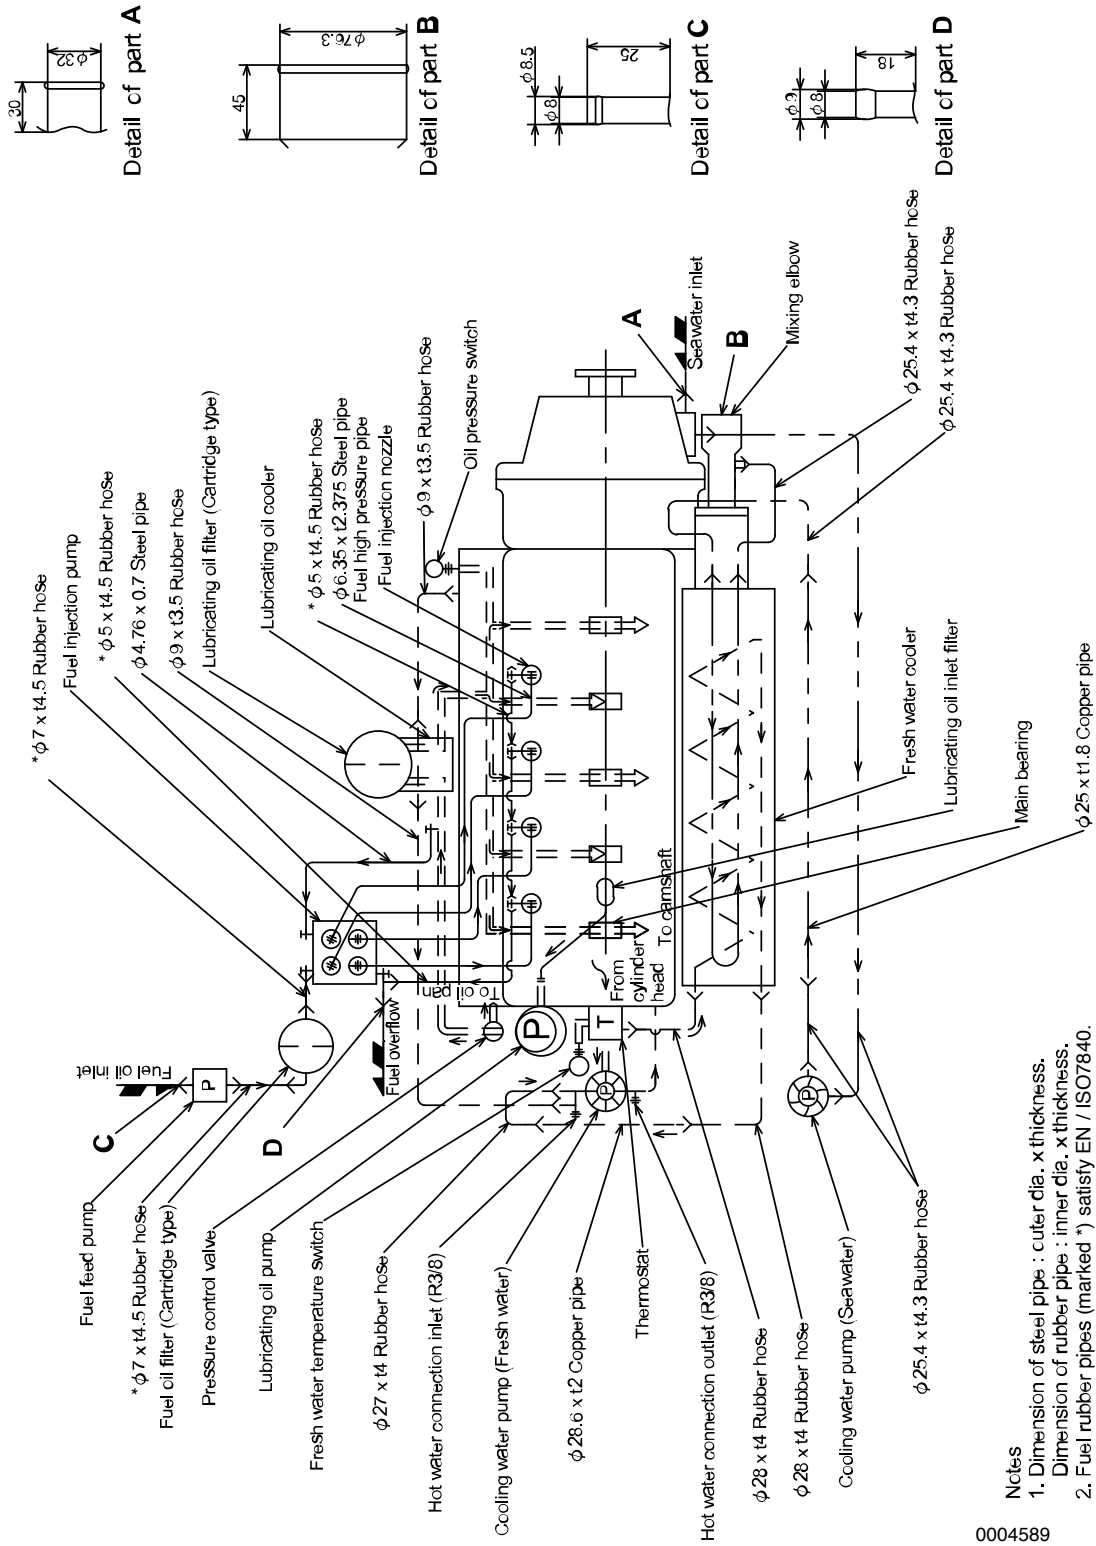 φ32
30
Detail of part A
φ76.3
45
Detail of part B
φ8.5
φ8
25
Detail of part C
φ9
φ8
18
Detail of part D
*φ7 x t4.5 Rubber hose
Fuel injection pump
* φ5 x t4.5 Rubber hose
φ4.76 x 0.7 Steel pipe
φ9 x t3.5 Rubber hose
Lubricating oil filter (Cartridge type)
Lubricating oil cooler
* φ5 x t4.5 Rubber hose
φ6.35 x t2.375 Steel pipe
Fuel high pressure pipe
Fuel injection nozzle
φ9 x t3.5 Rubber hose
Oil pressure switch
A
Seawater inlet
B
Mixing elbow
φ25.4 x t4.3 Rubber hose
φ25.4 x t4.3 Rubber hose
Fresh water cooler
Lubricating oil inlet filter
Main bearing
φ25 x t1.8 Copper pipe
To camshaft
From
cylinder
head
To oil pan
Fuel overflow
Fuel oil inlet
P
P
T
P
P
C
D
Fuel feed pump
*φ7 x t4.5 Rubber hose
Fuel oil filter (Cartridge type)
Pressure control valve
Lubricating oil pump
Fresh water temperature switch
φ27 x t4 Rubber hose
Hot water connection inlet (R3/8)
Cooling water pump (Fresh water)
φ28.6 x t2 Copper pipe
Thermostat
Hot water connection outlet (R3/8)
φ28 x t4 Rubber hose
φ28 x t4 Rubber hose
Cooling water pump (Seawater)
φ25.4 x t4.3 Rubber hose
Notes
1. Dimension of steel pipe : outer dia. x thickness.
Dimension of rubber pipe : inner dia. x thickness.
2. Fuel rubber pipes (marked *) satisfy EN / ISO7840.
0004589